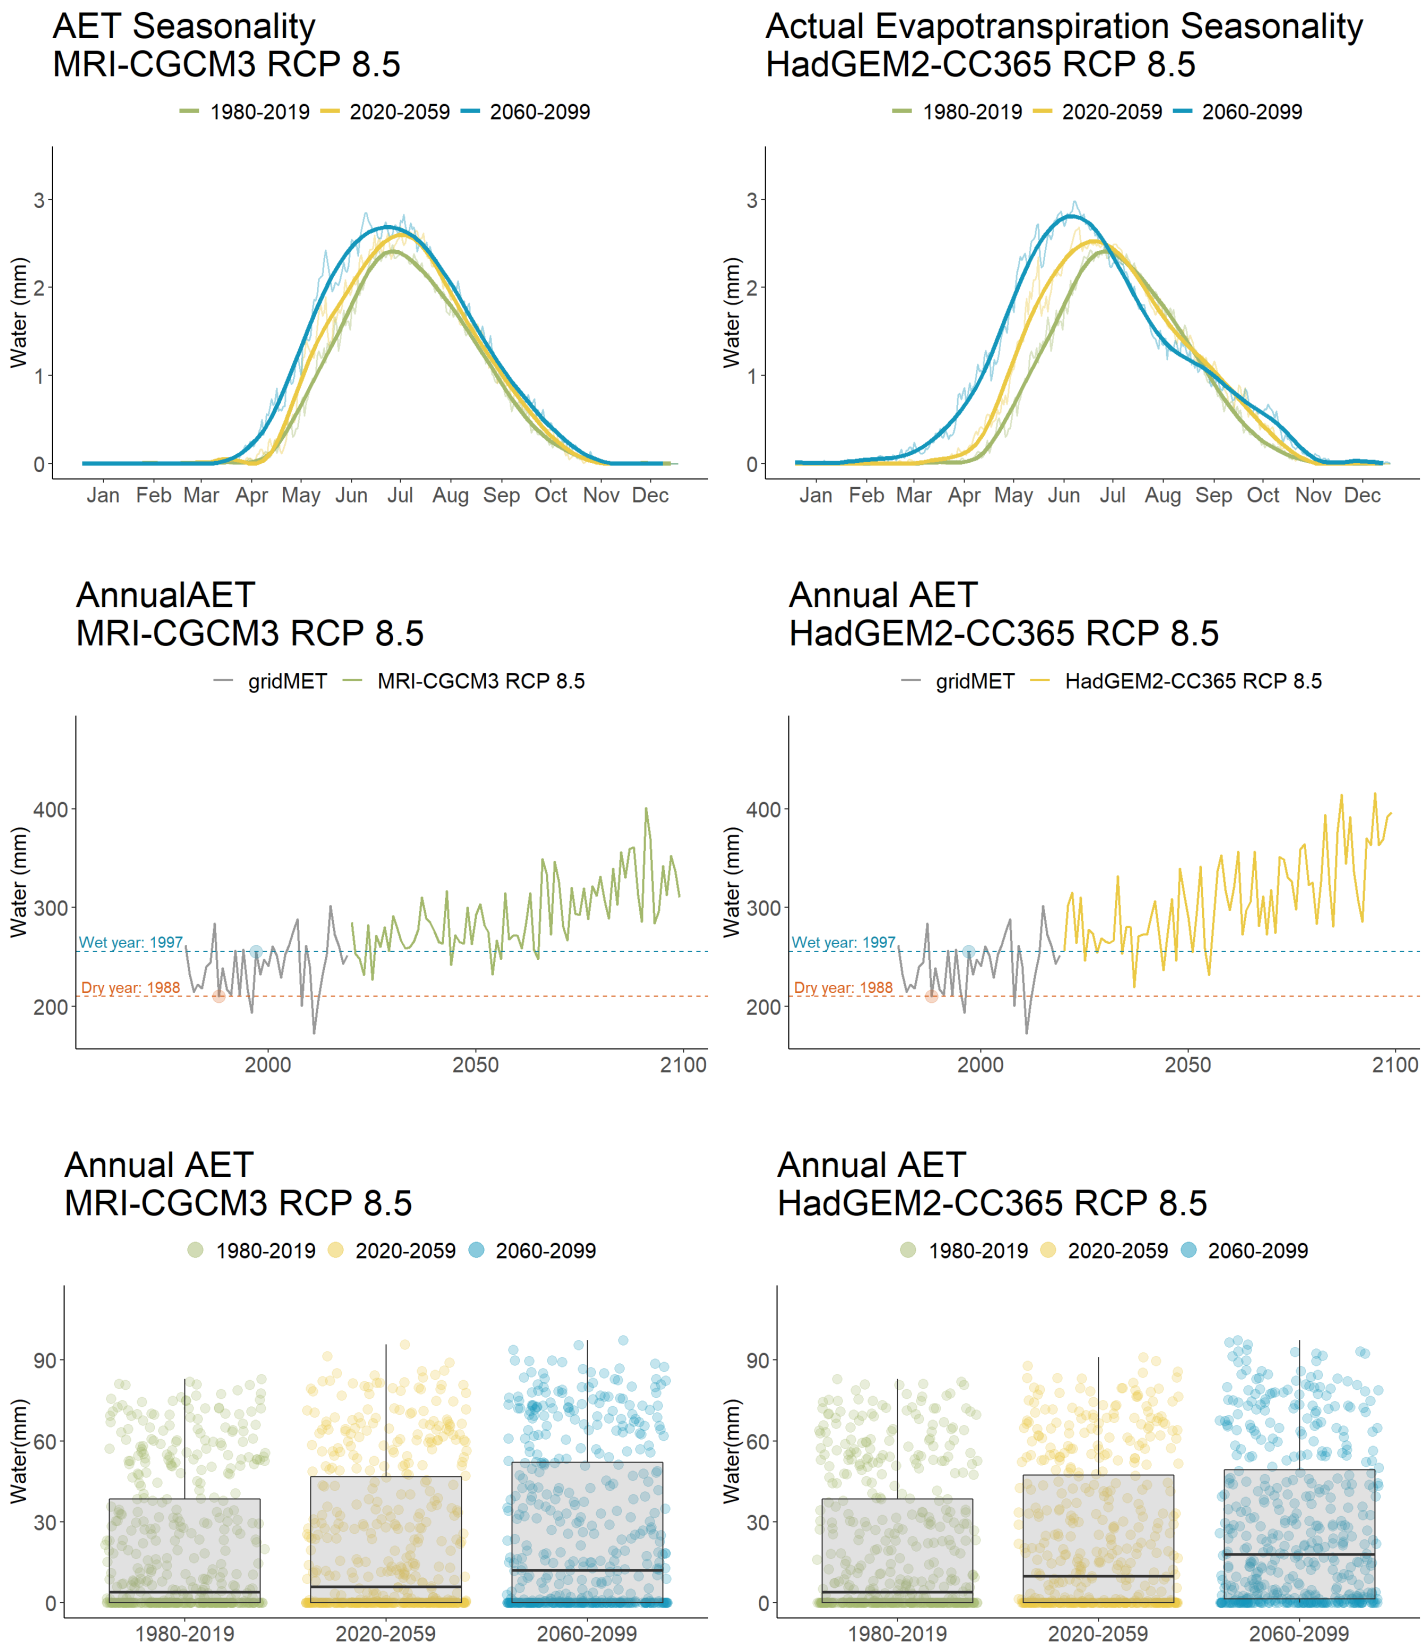 AET Seasonality
MRI-CGCM3 RCP 8.5
1980-2019 2020-2059 2060-2099
3
2
1
0
Water (mm)
Jan Feb Mar Apr May Jun Jul Aug Sep Oct Nov Dec
Actual Evapotranspiration Seasonality
HadGEM2-CC365 RCP 8.5
1980-2019 2020-2059 2060-2099
3
2
1
0
Water (mm)
Jan Feb Mar Apr May Jun Jul Aug Sep Oct Nov Dec
AnnualAET
MRI-CGCM3 RCP 8.5
gridMET MRI-CGCM3 RCP 8.5
400
300
200
Water (mm)
Wet year: 1997
Dry year: 1988
2000 2050 2100
Annual AET
HadGEM2-CC365 RCP 8.5
gridMET HadGEM2-CC365 RCP 8.5
400
300
200
Water (mm)
Wet year: 1997
Dry year: 1988
2000 2050 2100
Annual AET
MRI-CGCM3 RCP 8.5
1980-2019 2020-2059 2060-2099
90
60
30
0
Water(mm)
1980-2019 2020-2059 2060-2099
Annual AET
HadGEM2-CC365 RCP 8.5
1980-2019 2020-2059 2060-2099
90
60
30
0
Water(mm)
1980-2019 2020-2059 2060-2099